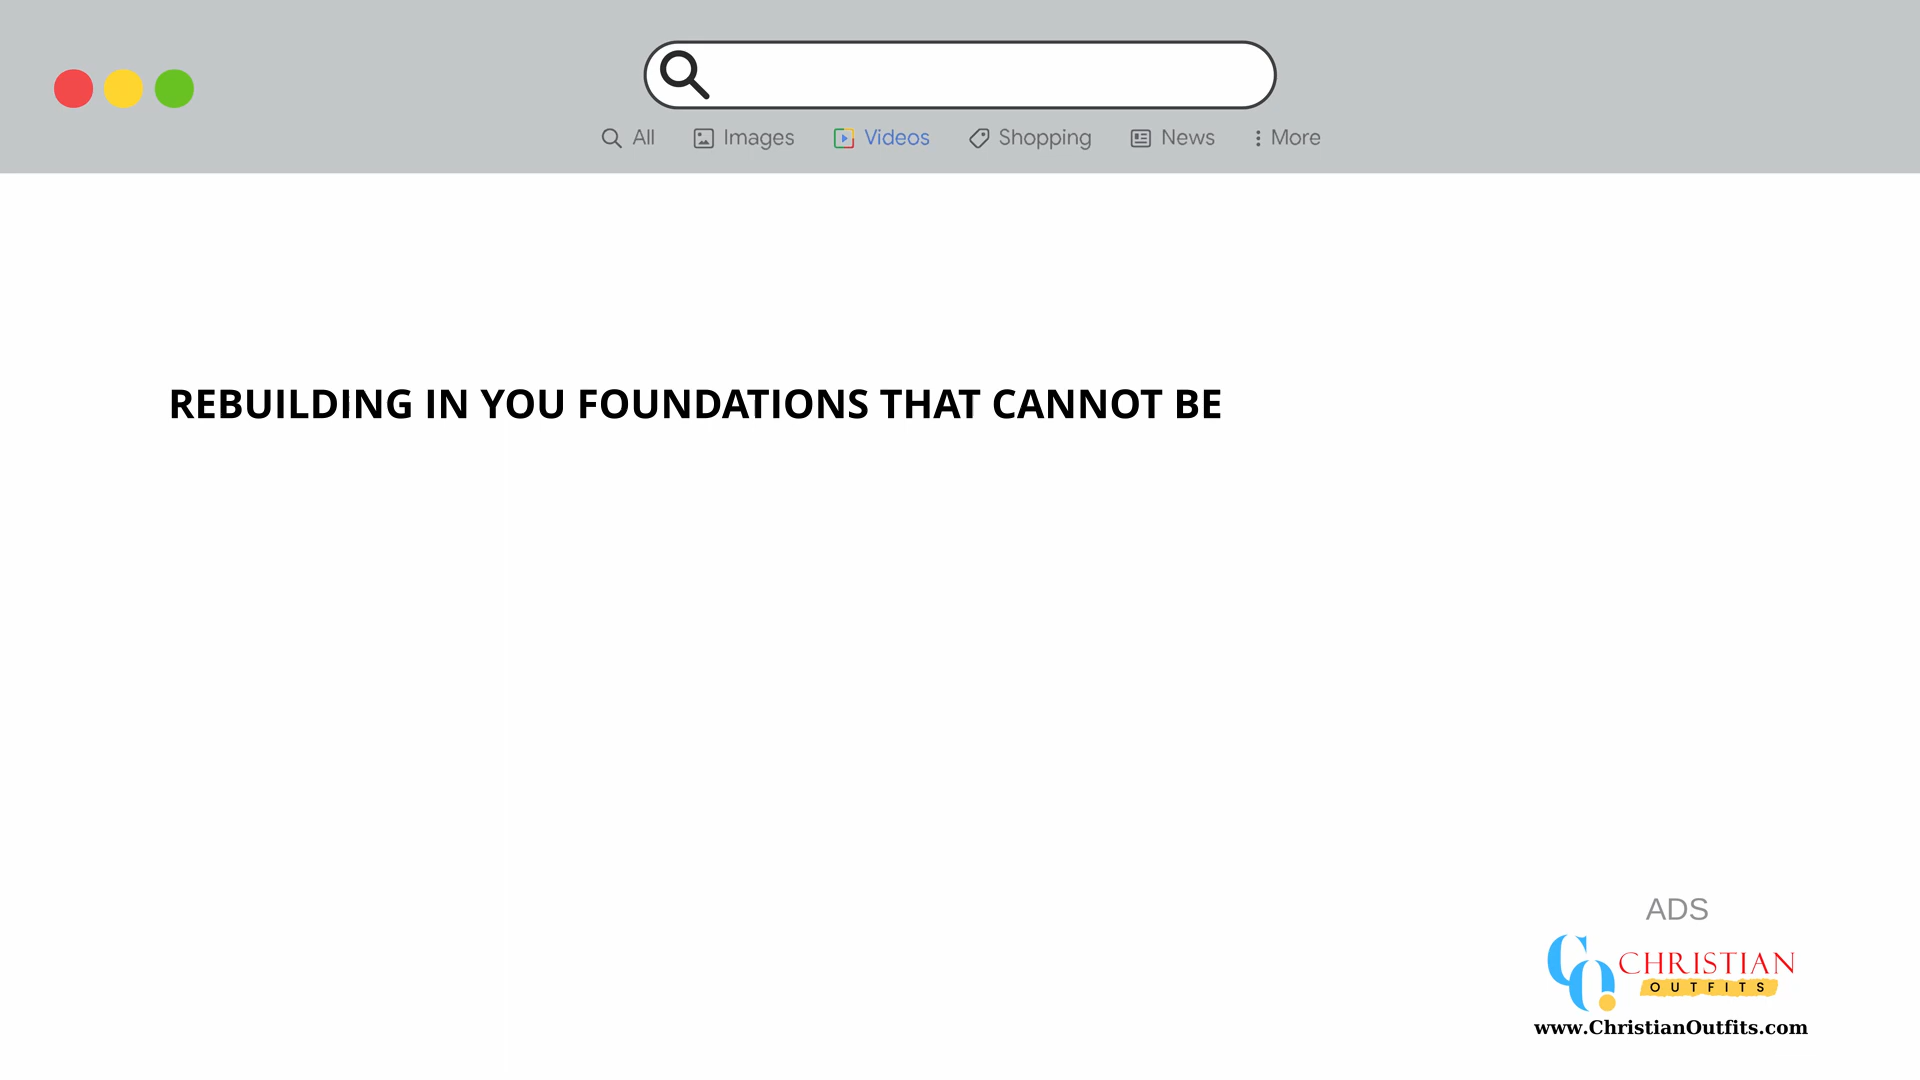 All Images Videos Shopping News More
REBUILDING IN YOU FOUNDATIONS THAT CANNOT BE
ADS
CO
CHRISTIAN
OUTFITS
www.ChristianOutfits.com